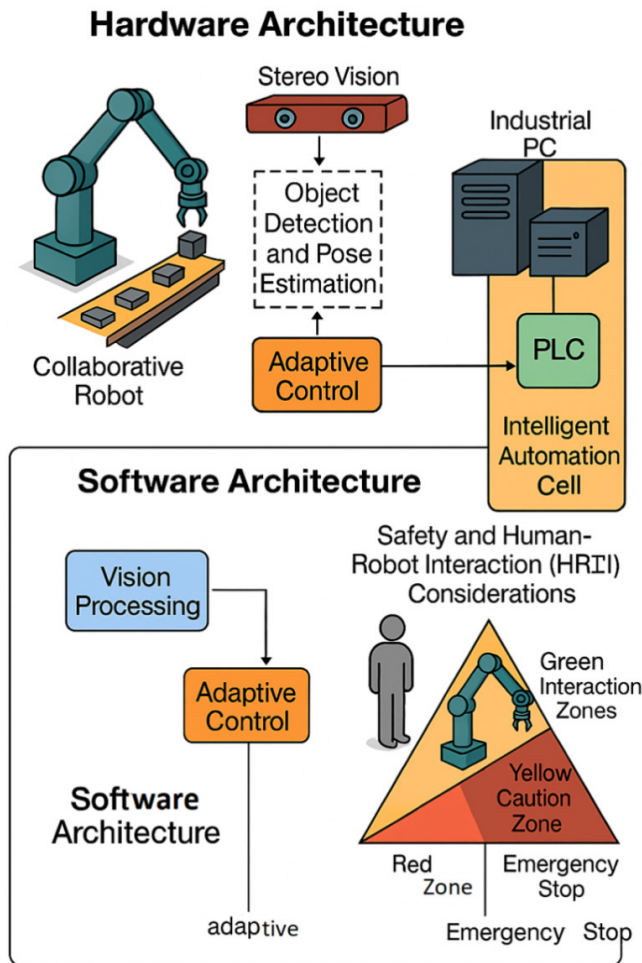 Hardware Architecture
Stereo Vision
Industrial
PC
Object
Detection
and Pose
Estimation
Collaborative
Robot
Adaptive
Control
PLC
Intelligent
Automation
Cell
Software Architecture
Vision
Processing
Adaptive
Control
Software
Architecture
adaptive
Safety and Human-
Robot Interaction (HRII)
Considerations
Green
Interaction
Zones
Yellow
Caution
Zone
Red
Zone
Emergency
Stop
Emergency Stop